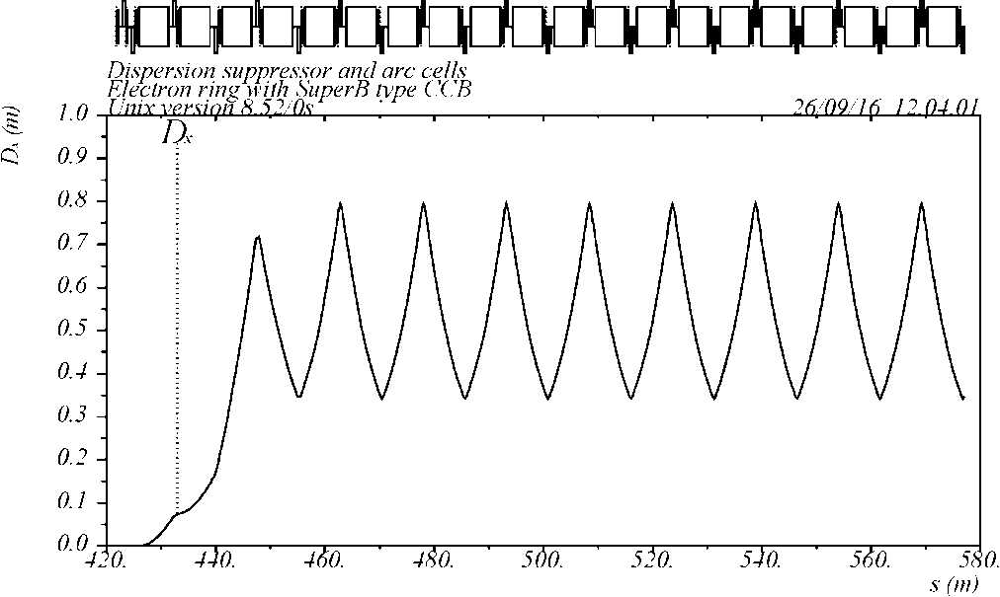 Dispersion suppressor and arc cells
Electron ring with SuperB type CCB
Unix version 8.52/0s 26/09/16 12.04.01
Dx
Dx (m)
1.0
0.9
0.8
0.7
0.6
0.5
0.4
0.3
0.2
0.1
0.0
420. 440. 460. 480. 500. 520. 540. 560. 580.
s (m)